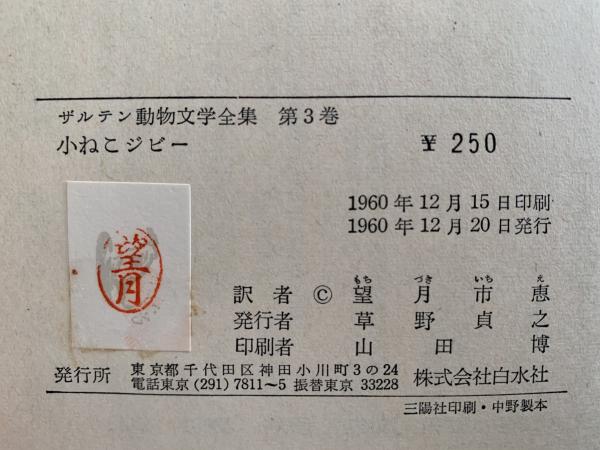 ザルテン動物文学全集 第3巻
小ねこジビー ¥ 250
1960年12月15日印刷
1960年12月20日発行
望月
もち づき いち え
訳者 © 望月市惠
発行者 草野貞之
印刷者 山田博
発行所 東京都千代田区神田小川町3の24 株式会社白水社
電話東京(291)7811〜5 振替東京 33228
三陽社印刷・中野製本